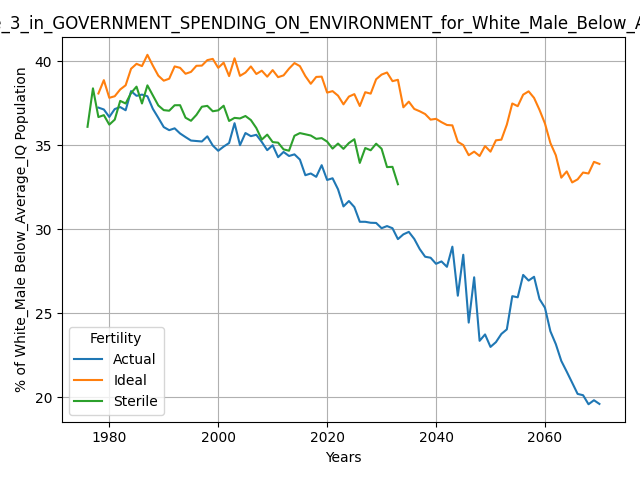 _3_in_GOVERNMENT_SPENDING_ON_ENVIRONMENT_for_White_Male_Below_A
% of White_Male Below_Average_IQ Population
40
35
30
25
20
Fertility
Actual
Ideal
Sterile
1980
2000
2020
2040
2060
Years